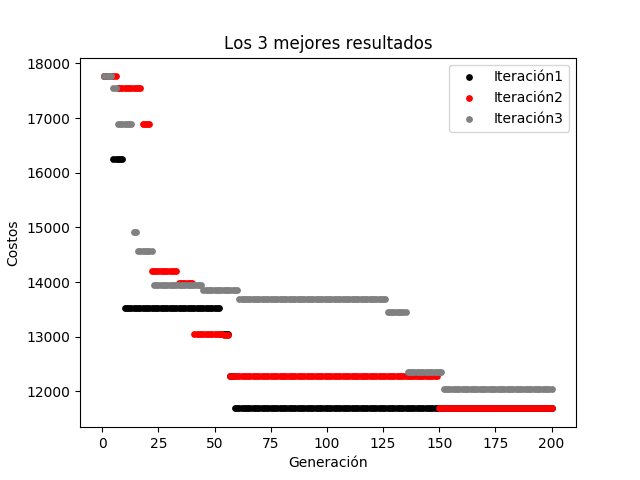 Los 3 mejores resultados
Iteración1
Iteración2
Iteración3
Costos
18000
17000
16000
15000
14000
13000
12000
0 25 50 75 100 125 150 175 200
Generación